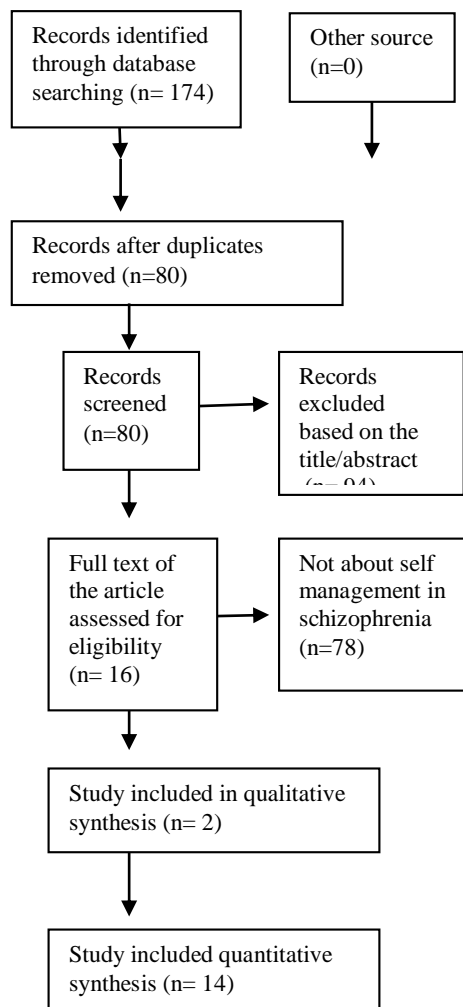 Records identified
through database
searching (n= 174)
Other source
(n=0)
Records after duplicates
removed (n=80)
Records
screened
(n=80)
Records
excluded
based on the
title/abstract
Full text of
the article
assessed for
eligibility
(n= 16)
Not about self
management in
schizophrenia
(n=78)
Study included in qualitative
synthesis (n= 2)
Study included quantitative
synthesis (n= 14)